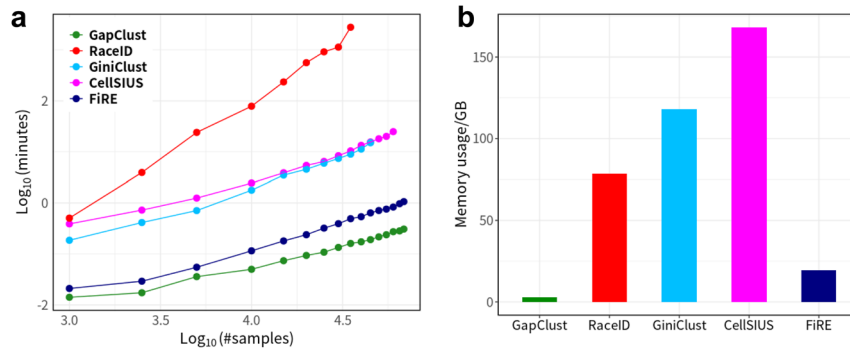 a
GapClust
RaceID
GiniClust
CellSIUS
FiRE
2
0
-2
Log10(minutes)
3.0 3.5 4.0 4.5
Log10(#samples)
b
150
100
50
0
Memory usage/GB
GapClust RaceID GiniClust CellSIUS FiRE